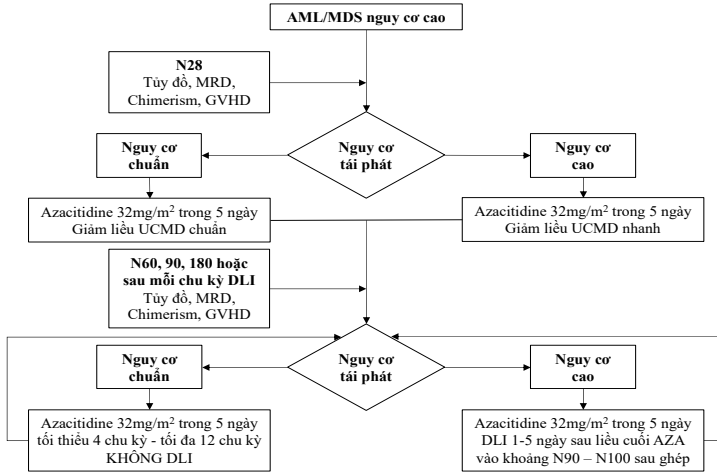 AML/MDS nguy cơ cao
N28
Tủy đồ, MRD,
Chimerism, GVHD
Nguy cơ
chuẩn
Nguy cơ
tái phát
Nguy cơ
cao
Azacitidine 32mg/m² trong 5 ngày
Giảm liều UCMD chuẩn
Azacitidine 32mg/m² trong 5 ngày
Giảm liều UCMD nhanh
N60, 90, 180 hoặc
sau mỗi chu kỳ DLI
Tủy đồ, MRD,
Chimerism, GVHD
Nguy cơ
chuẩn
Nguy cơ
tái phát
Nguy cơ
cao
Azacitidine 32mg/m² trong 5 ngày
tối thiểu 4 chu kỳ - tối đa 12 chu kỳ
KHÔNG DLI
Azacitidine 32mg/m² trong 5 ngày
DLI 1-5 ngày sau liều cuối AZA
vào khoảng N90 – N100 sau ghép